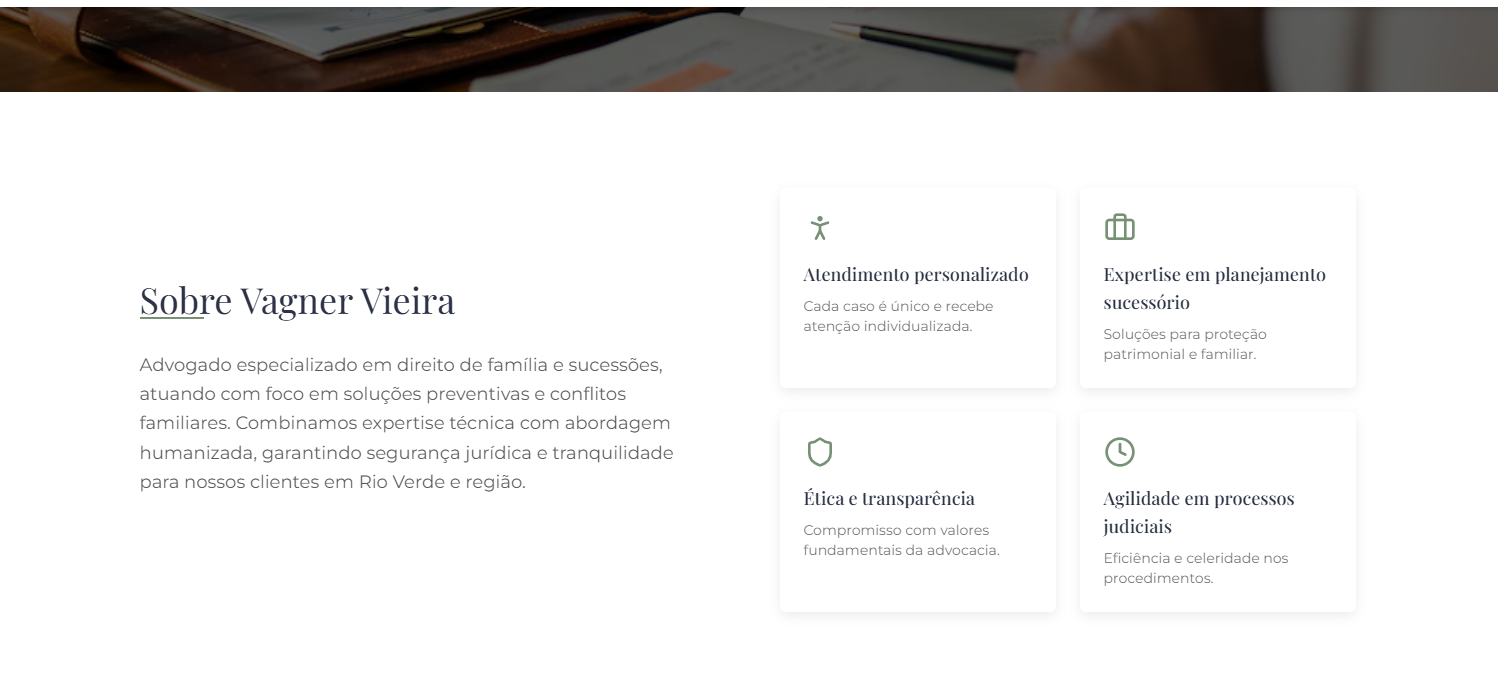 Sobre Vagner Vieira
Advogado especializado em direito de família e sucessões,
atuando com foco em soluções preventivas e conflitos
familiares. Combinamos expertise técnica com abordagem
humanizada, garantindo segurança jurídica e tranquilidade
para nossos clientes em Rio Verde e região.
Atendimento personalizado
Cada caso é único e recebe
atenção individualizada.
Expertise em planejamento
sucessório
Soluções para proteção
patrimonial e familiar.
Ética e transparência
Compromisso com valores
fundamentais da advocacia.
Agilidade em processos
judiciais
Eficiência e celeridade nos
procedimentos.